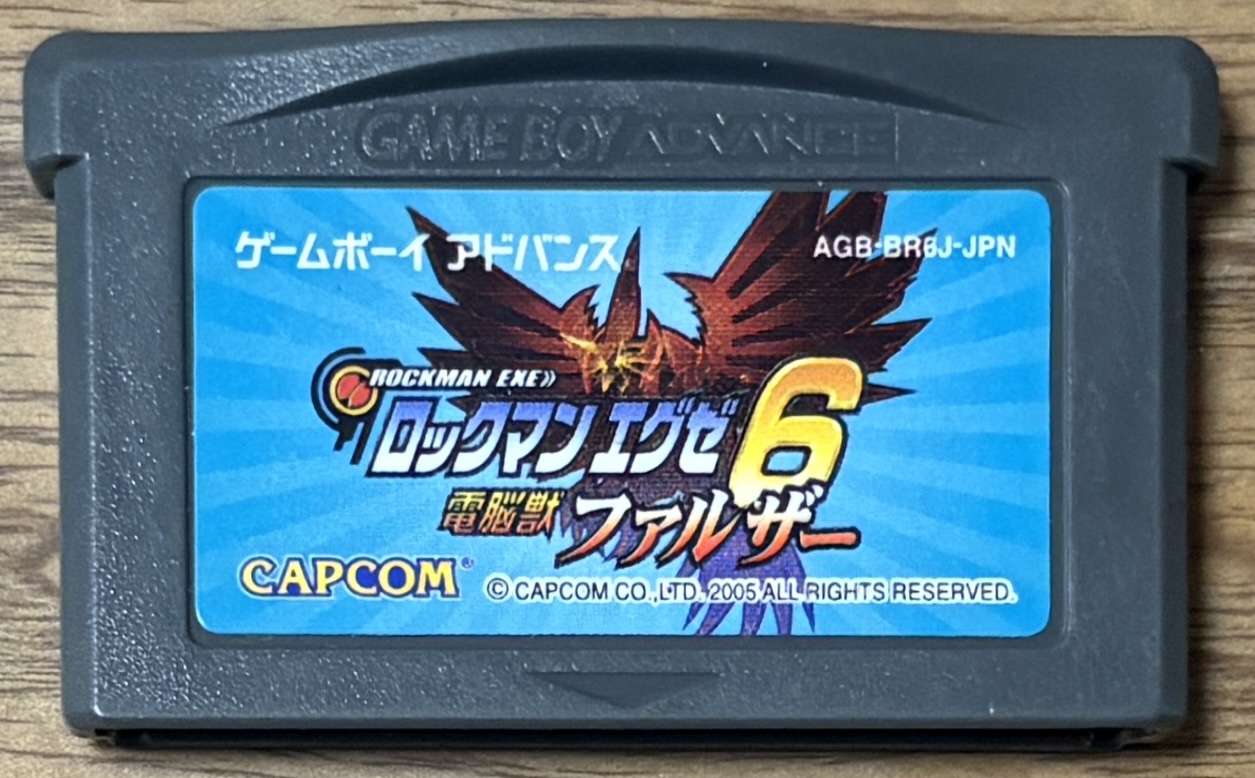 GAME BOY ADVANCE
ゲームボーイ アドバンス
AGB-BR6J-JPN
ROCKMAN EXE
ロックマン エグゼ6
電脳獣 ファルザー
CAPCOM®
© CAPCOM CO.,LTD. 2005 ALL RIGHTS RESERVED.